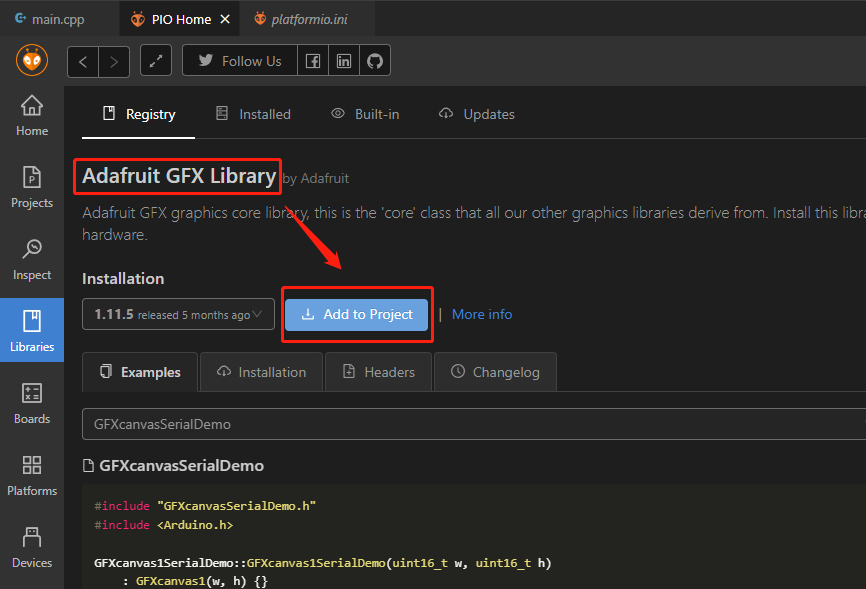 main.cpp PIO Home platformio.ini
Follow Us
Home
Projects
Inspect
Libraries
Boards
Platforms
Devices
Registry Installed Built-in Updates
Adafruit GFX Library by Adafruit
Adafruit GFX graphics core library, this is the 'core' class that all our other graphics libraries derive from. Install this libra
hardware.
Installation
1.11.5 released 5 months ago Add to Project | More info
Examples Installation Headers Changelog
GFXcanvasSerialDemo
GFXcanvasSerialDemo
#include "GFXcanvasSerialDemo.h"
#include <Arduino.h>
GFXcanvas1SerialDemo::GFXcanvas1SerialDemo(uint16_t w, uint16_t h)
: GFXcanvas1(w, h) {}